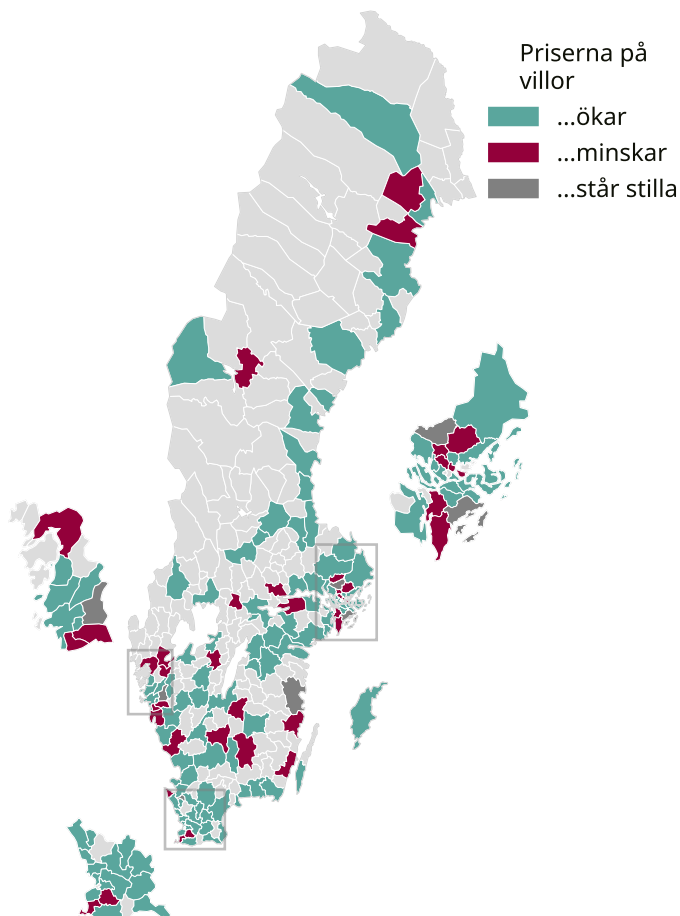 Priserna på
villor
...ökar
...minskar
...står stilla